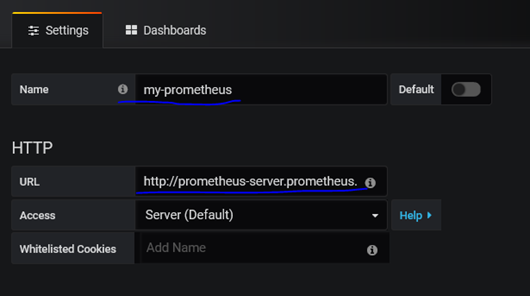 Settings Dashboards
Name my-prometheus Default
HTTP
URL http://prometheus-server.prometheus.
Access Server (Default) Help
Whitelisted Cookies Add Name